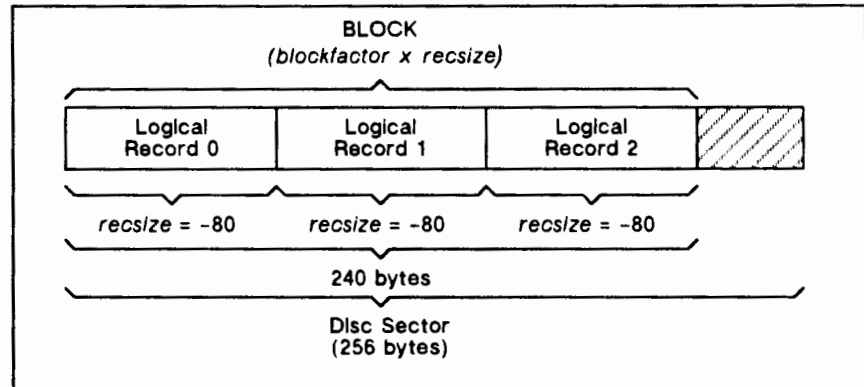 BLOCK
(blockfactor x recsize)
Logical Logical Logical
Record 0 Record 1 Record 2
recsize = -80 recsize = -80 recsize = -80
240 bytes
Disc Sector
(256 bytes)